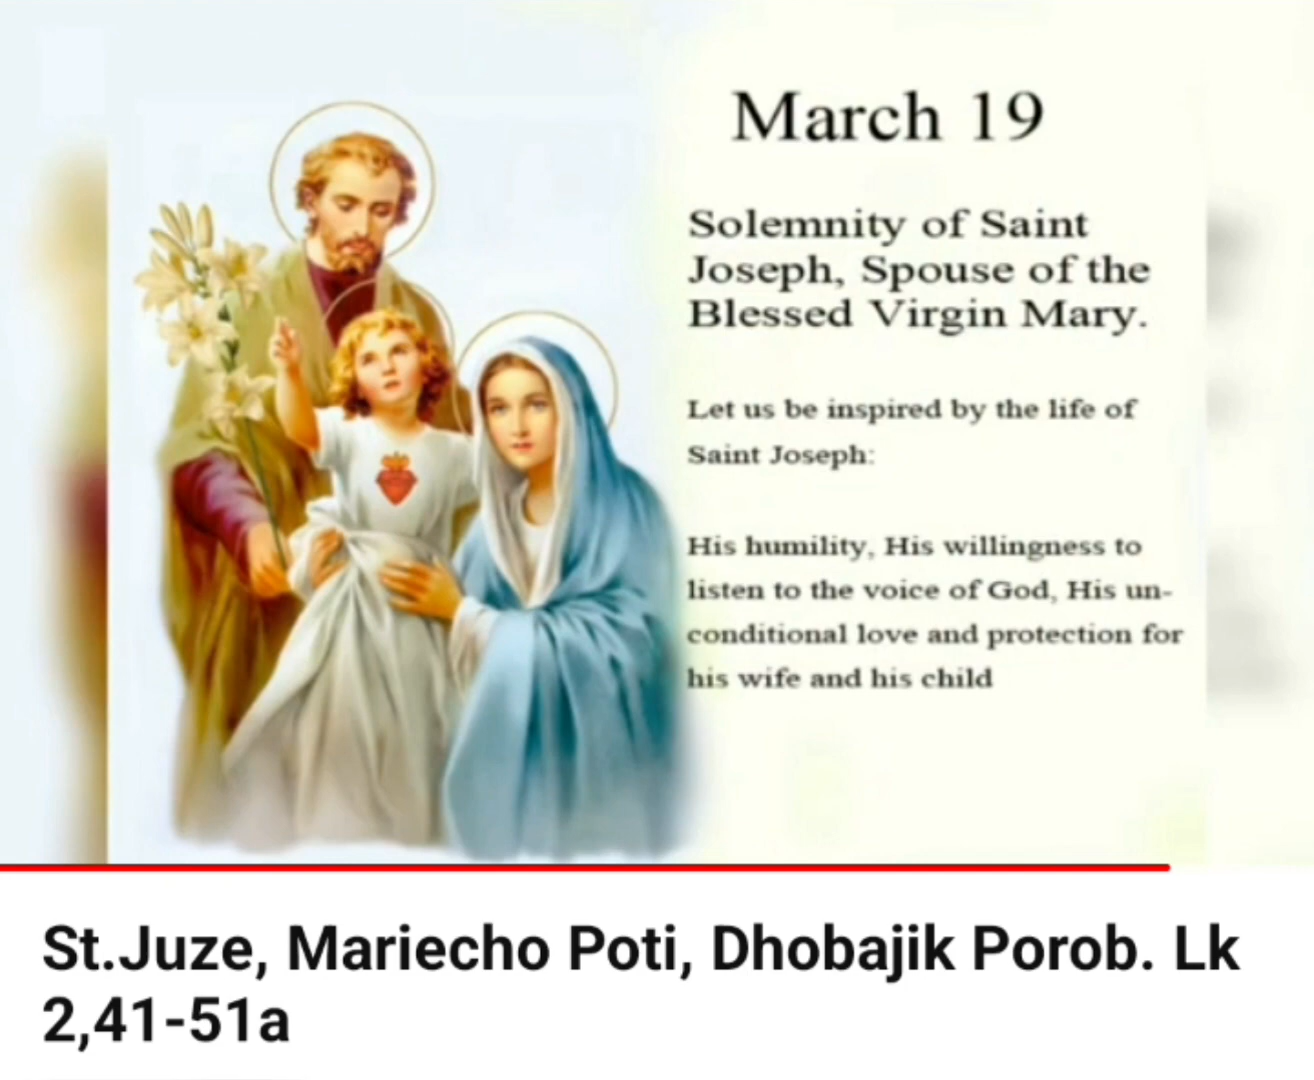 March 19
Solemnity of Saint
Joseph, Spouse of the
Blessed Virgin Mary.
Let us be inspired by the life of
Saint Joseph:
His humility, His willingness to
listen to the voice of God, His un-
conditional love and protection for
his wife and his child
St.Juze, Mariecho Poti, Dhobajik Porob. Lk
2,41-51a